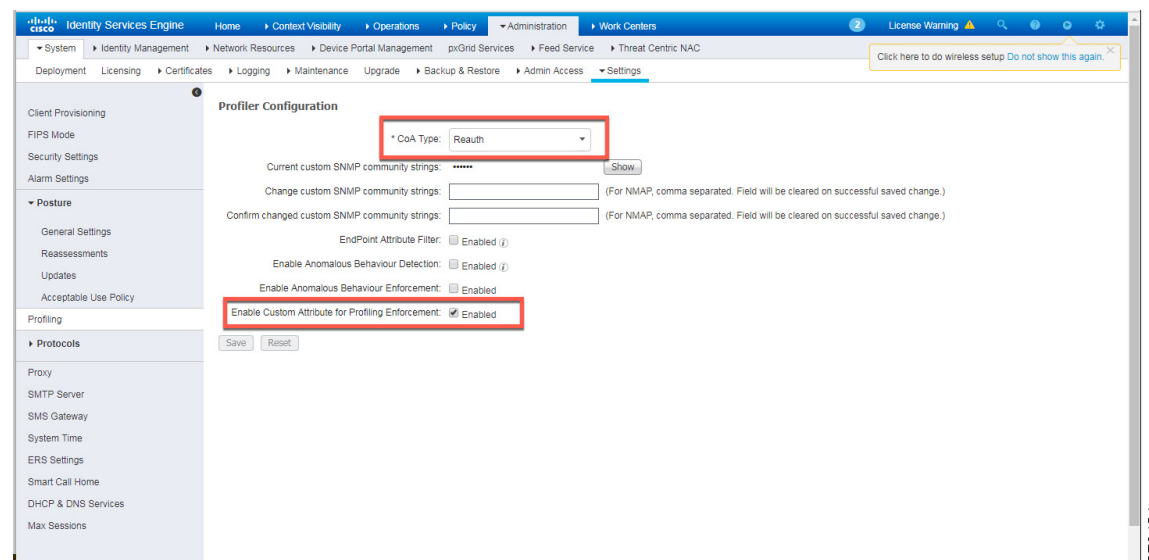 cisco Identity Services Engine Home Context Visibility Operations Policy Administration Work Centers 2 License Warning
System Identity Management Network Resources Device Portal Management pxGrid Services Feed Service Threat Centric NAC
Click here to do wireless setup Do not show this again.
Deployment Licensing Certificates Logging Maintenance Upgrade Backup & Restore Admin Access Settings
Profiler Configuration
Client Provisioning
FIPS Mode
Security Settings
Alarm Settings
Posture
General Settings
Reassessments
Updates
Acceptable Use Policy
Profiling
Protocols
Proxy
SMTP Server
SMS Gateway
System Time
ERS Settings
Smart Call Home
DHCP & DNS Services
Max Sessions
* CoA Type: Reauth
Current custom SNMP community strings: •••••• Show
Change custom SNMP community strings: (For NMAP, comma separated. Field will be cleared on successful saved change.)
Confirm changed custom SNMP community strings: (For NMAP, comma separated. Field will be cleared on successful saved change.)
EndPoint Attribute Filter: Enabled
Enable Anomalous Behaviour Detection: Enabled
Enable Anomalous Behaviour Enforcement: Enabled
Enable Custom Attribute for Profiling Enforcement: Enabled
Save Reset